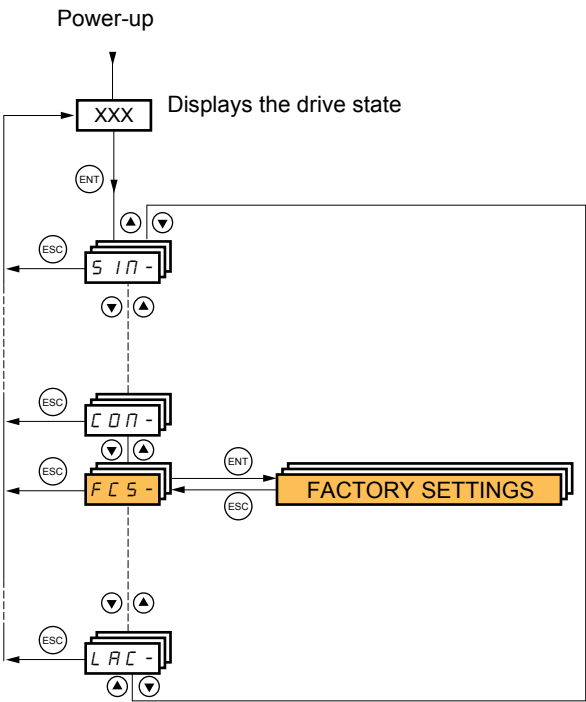 Power-up
XXX
Displays the drive state
ENT
ESC
SIM-
ESC
COM-
ESC
FCS-
ENT
ESC
FACTORY SETTINGS
ESC
LAC-